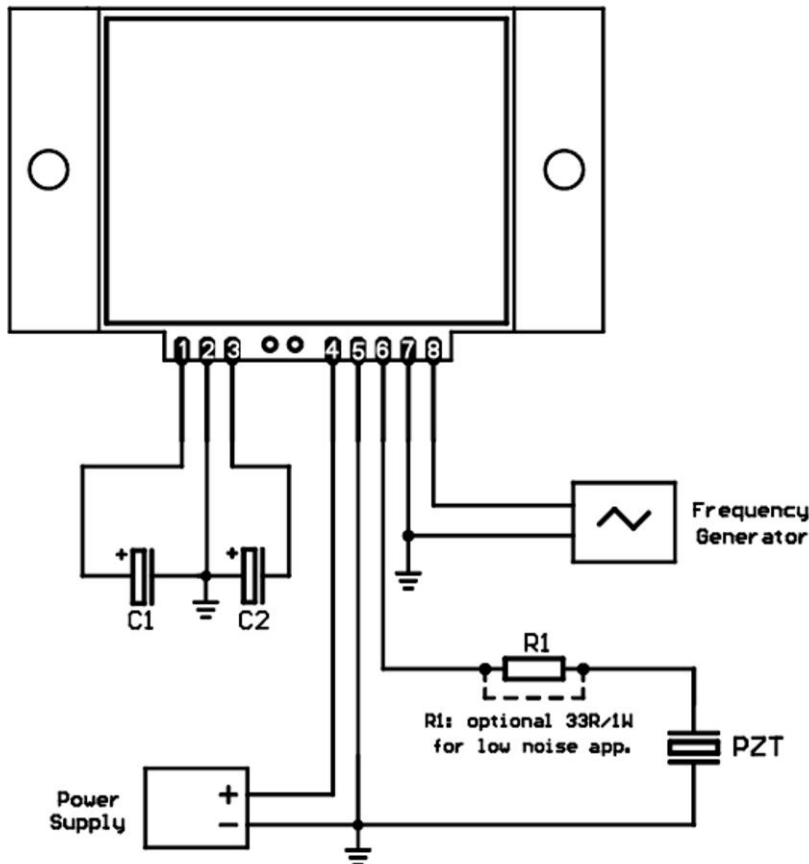 1 2 3 4 5 6 7 8
Frequency
Generator
+
+
C1
C2
R1
R1: optional 33R/1W
for low noise app.
PZT
Power
Supply
+
-